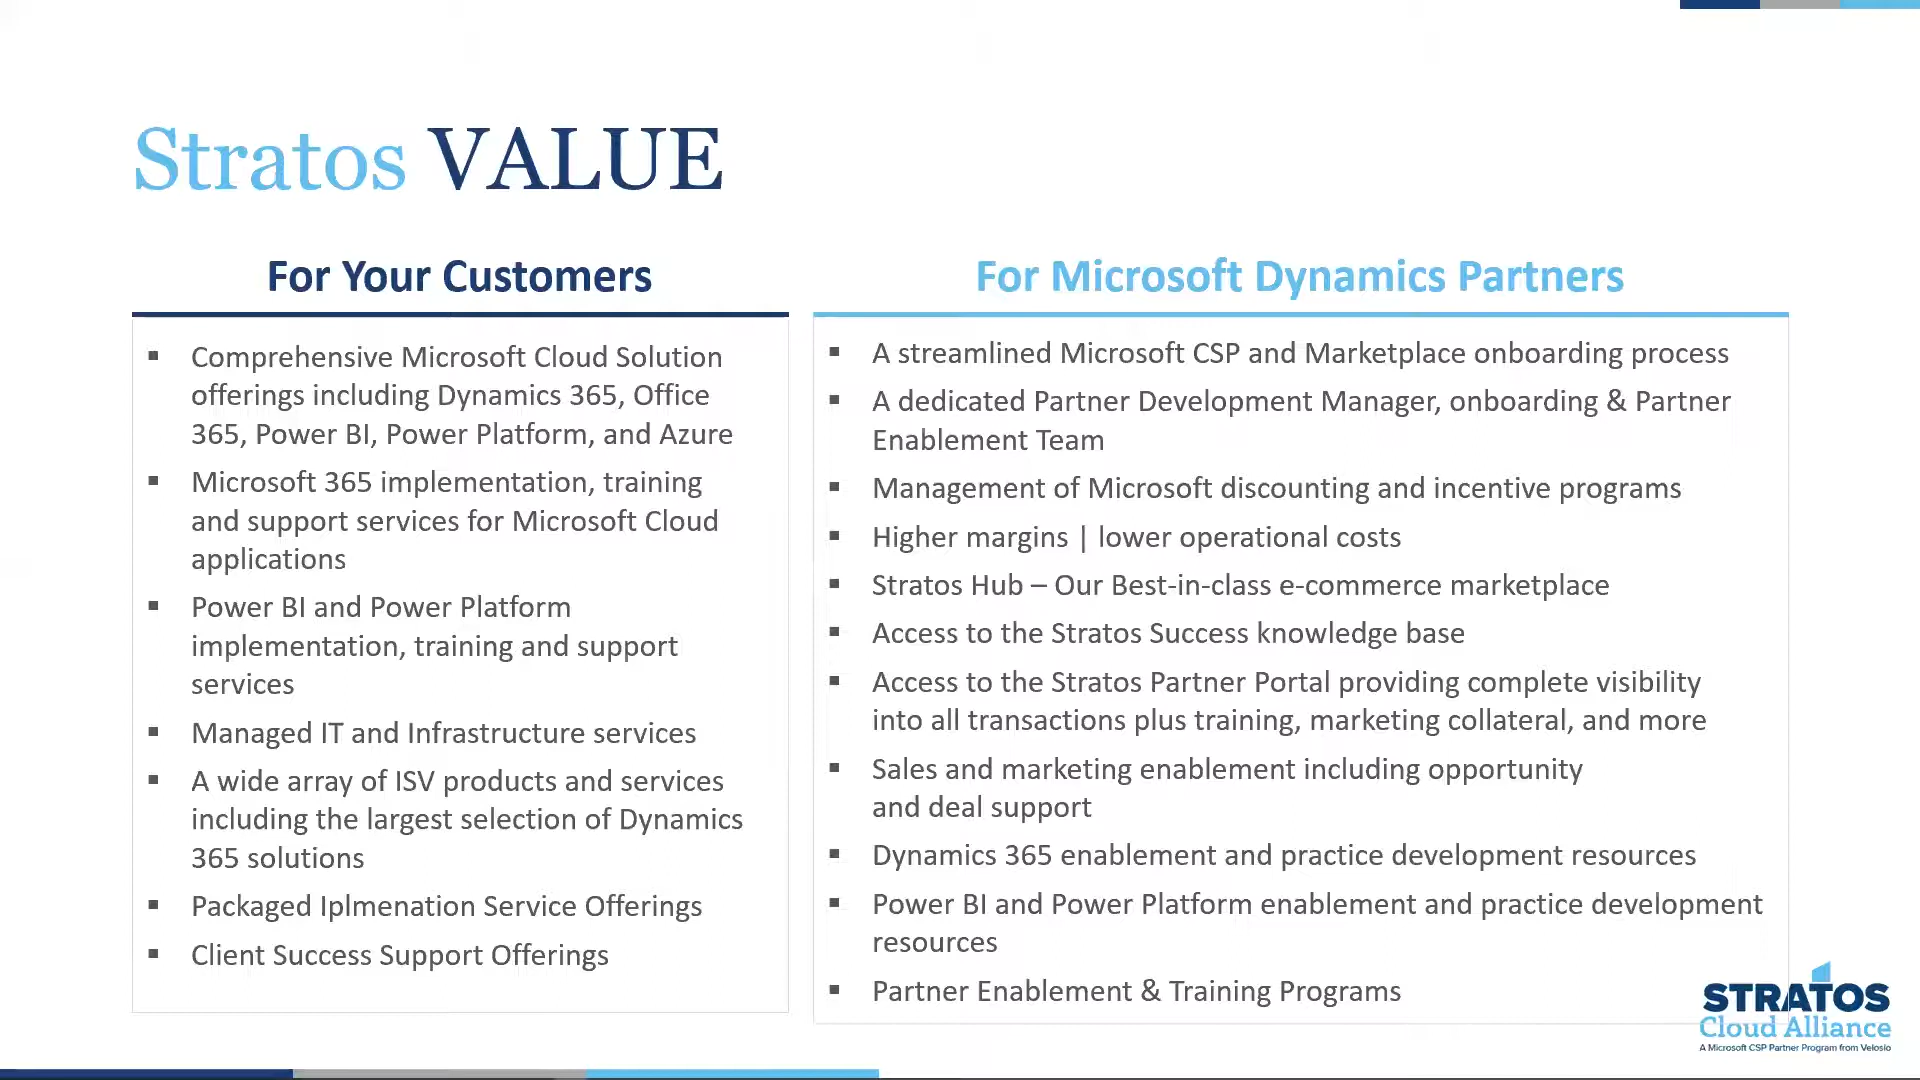 Stratos VALUE
For Your Customers
▪ Comprehensive Microsoft Cloud Solution
offerings including Dynamics 365, Office
365, Power BI, Power Platform, and Azure
▪ Microsoft 365 implementation, training
and support services for Microsoft Cloud
applications
▪ Power BI and Power Platform
implementation, training and support
services
▪ Managed IT and Infrastructure services
▪ A wide array of ISV products and services
including the largest selection of Dynamics
365 solutions
▪ Packaged Iplmenation Service Offerings
▪ Client Success Support Offerings
For Microsoft Dynamics Partners
▪ A streamlined Microsoft CSP and Marketplace onboarding process
▪ A dedicated Partner Development Manager, onboarding & Partner
Enablement Team
▪ Management of Microsoft discounting and incentive programs
▪ Higher margins | lower operational costs
▪ Stratos Hub – Our Best-in-class e-commerce marketplace
▪ Access to the Stratos Success knowledge base
▪ Access to the Stratos Partner Portal providing complete visibility
into all transactions plus training, marketing collateral, and more
▪ Sales and marketing enablement including opportunity
and deal support
▪ Dynamics 365 enablement and practice development resources
▪ Power BI and Power Platform enablement and practice development
resources
▪ Partner Enablement & Training Programs
STRATOS
Cloud Alliance
A Microsoft CSP Partner Program from Velosio